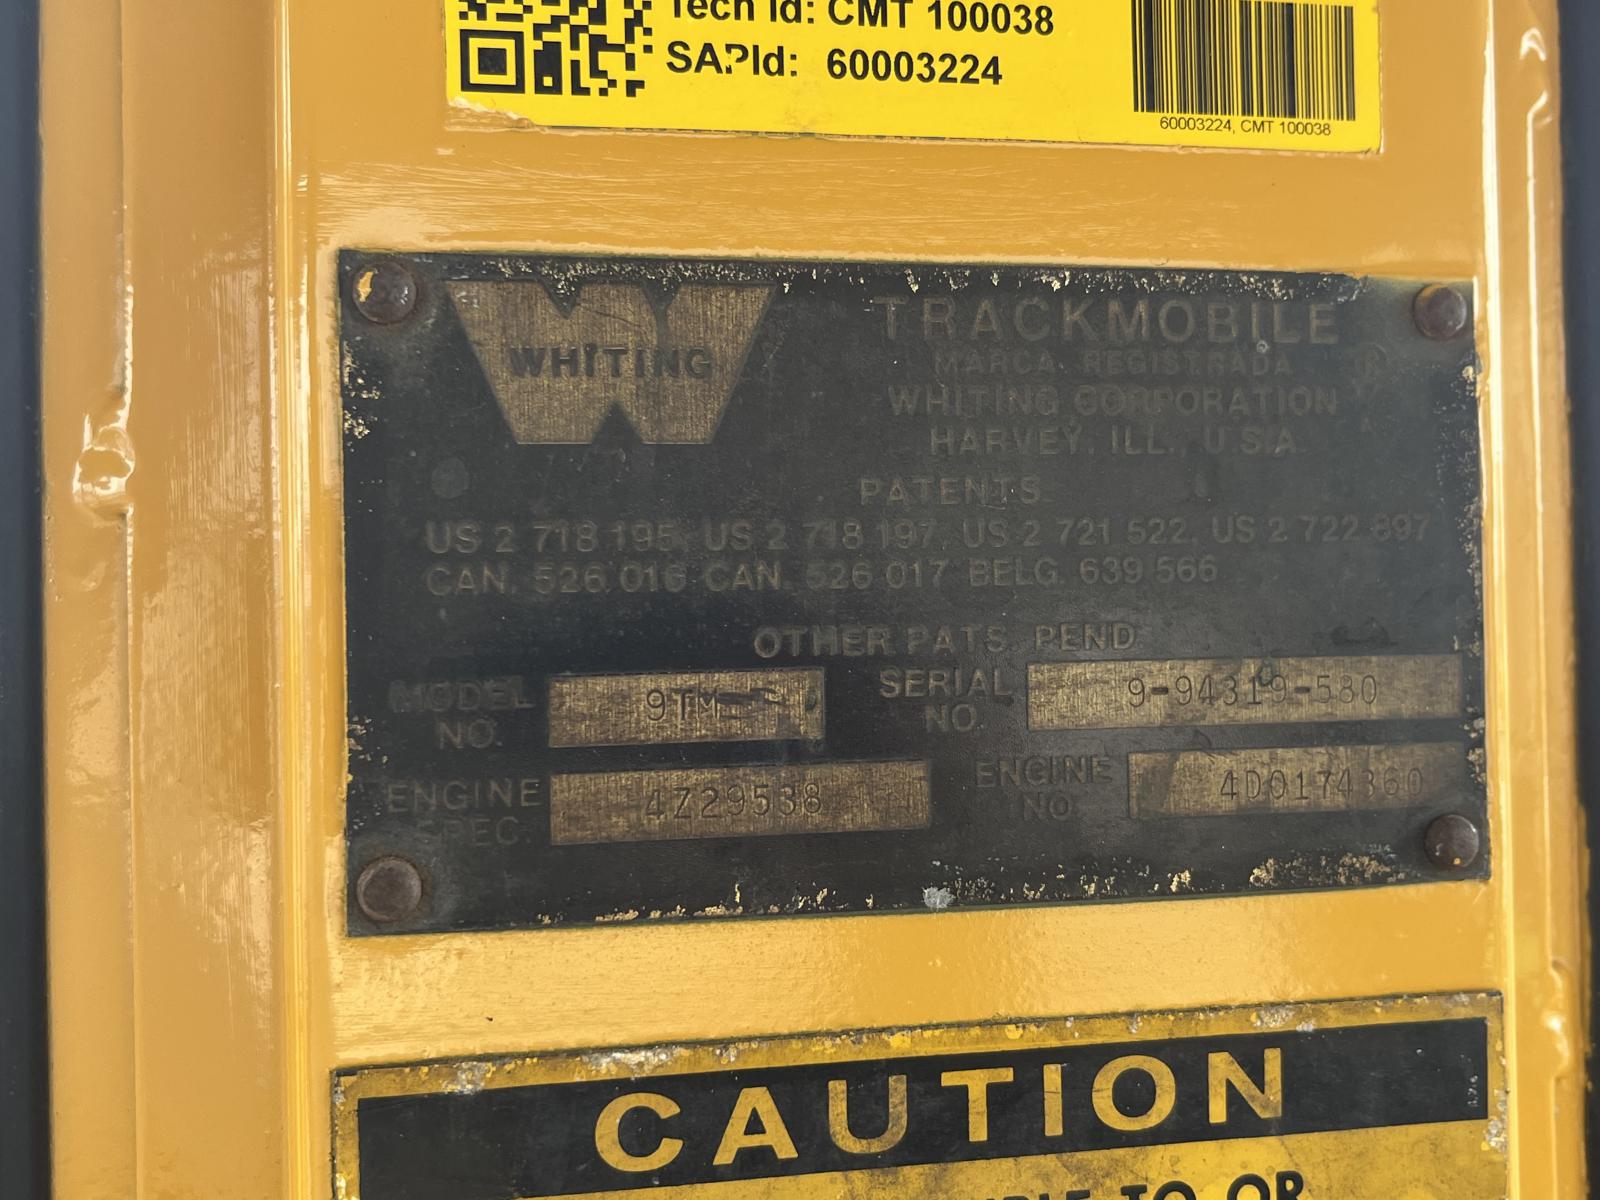 Tech Id: CMT 100038
SAPId: 60003224
60003224, CMT 100038
WHITING
TRACKMOBILE
MARCA REGISTRADA
WHITING CORPORATION
HARVEY, ILL., U.S.A.
PATENTS
US 2 718 195, US 2 718 197, US 2 721 522, US 2 722 897
CAN. 526 016 CAN. 526 017 BELG. 639 566
OTHER PATS. PEND
MODEL NO. 9TM
SERIAL NO. 9-94319-580
ENGINE SPEC. 4Z29538
ENGINE NO. 4D0174360
CAUTION
TO OR